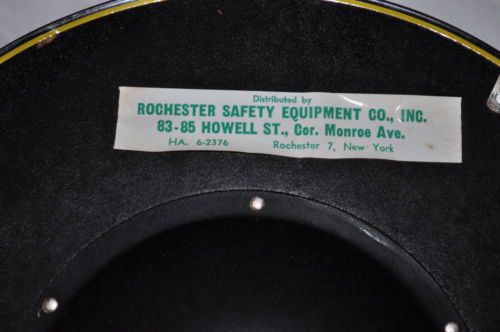 Distributed by
ROCHESTER SAFETY EQUIPMENT CO., INC.
83-85 HOWELL ST., Cor. Monroe Ave.
HA. 6-2376 Rochester 7, New York